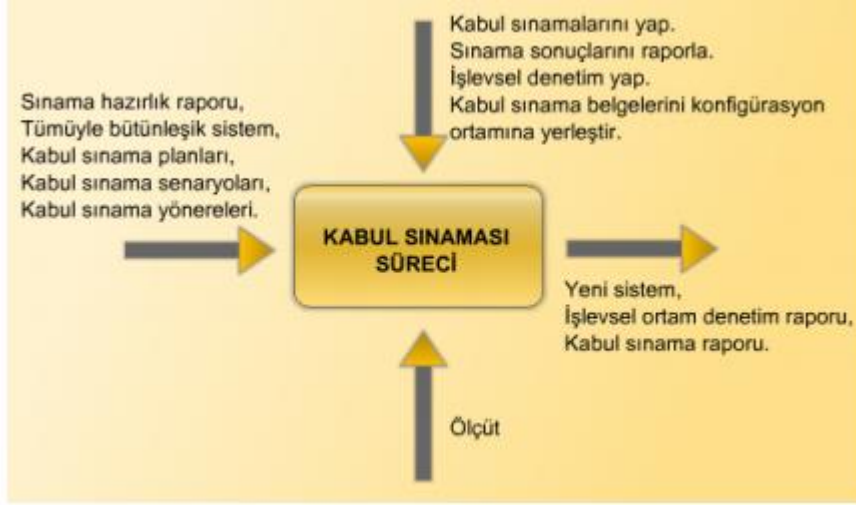 Kabul sınamalarını yap.
Sınama sonuçlarını raporla.
İşlevsel denetim yap.
Kabul sınama belgelerini konfigürasyon
ortamına yerleştir.
Sınama hazırlık raporu,
Tümüyle bütünleşik sistem,
Kabul sınama planları,
Kabul sınama senaryoları,
Kabul sınama yönereleri.
KABUL SINAMASI
SÜRECİ
Yeni sistem,
İşlevsel ortam denetim raporu,
Kabul sınama raporu.
Ölçüt